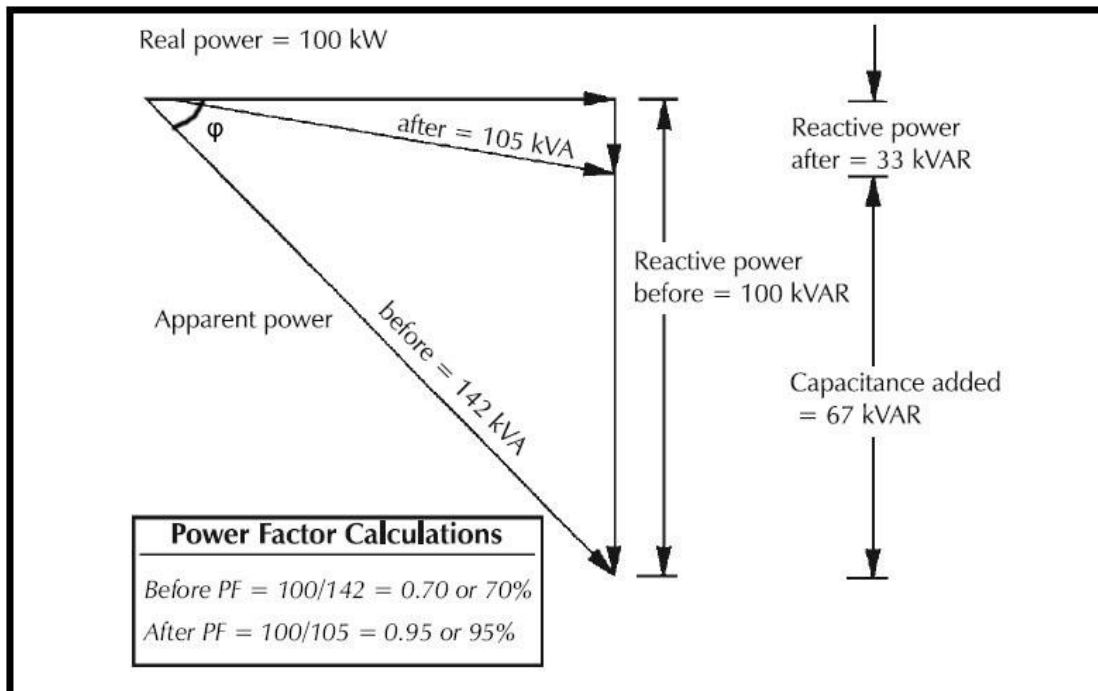 Real power = 100 kW
φ
after = 105 kVA
Reactive power
after = 33 kVAR
Reactive power
before = 100 kVAR
Apparent power
before = 142 kVA
Capacitance added
= 67 kVAR
Power Factor Calculations
Before PF = 100/142 = 0.70 or 70%
After PF = 100/105 = 0.95 or 95%